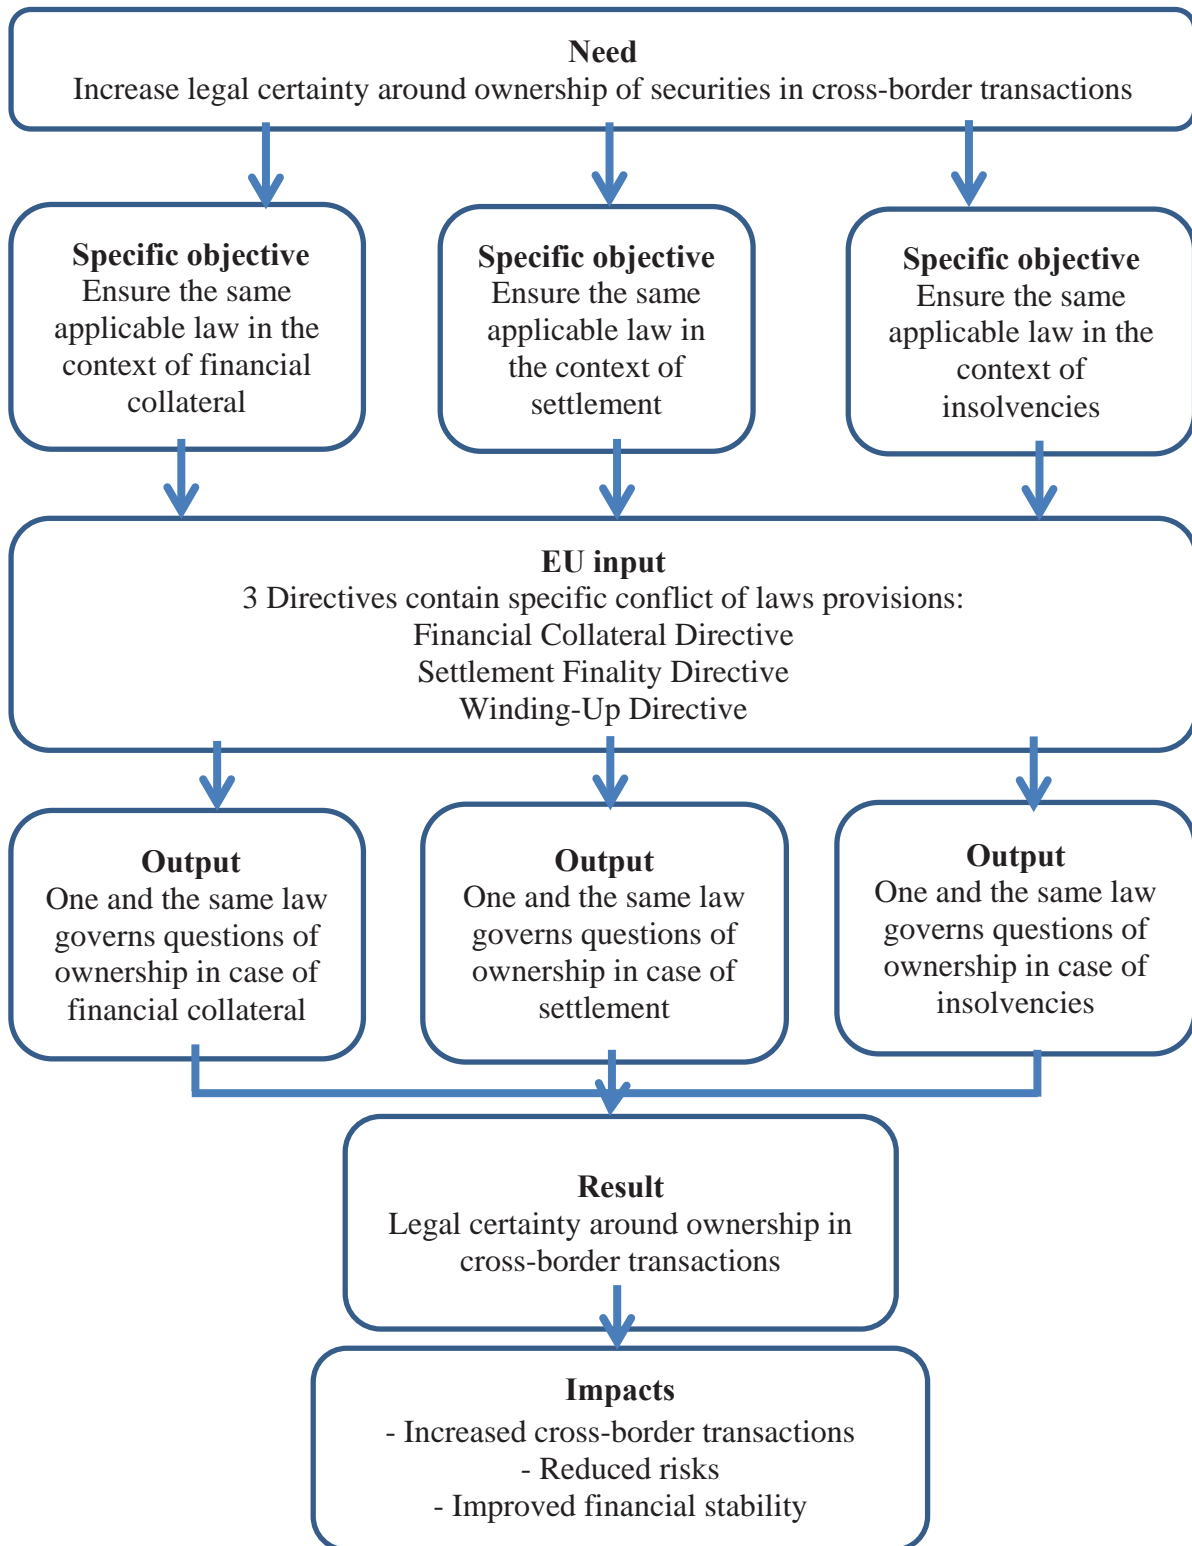 Need
Increase legal certainty around ownership of securities in cross-border transactions
Specific objective
Ensure the same
applicable law in the
context of financial
collateral
Specific objective
Ensure the same
applicable law in
the context of
settlement
Specific objective
Ensure the same
applicable law in the
context of
insolvencies
EU input
3 Directives contain specific conflict of laws provisions:
Financial Collateral Directive
Settlement Finality Directive
Winding-Up Directive
Output
One and the same law
governs questions of
ownership in case of
financial collateral
Output
One and the same law
governs questions of
ownership in case of
settlement
Output
One and the same law
governs questions of
ownership in case of
insolvencies
Result
Legal certainty around ownership in
cross-border transactions
Impacts
- Increased cross-border transactions
- Reduced risks
- Improved financial stability